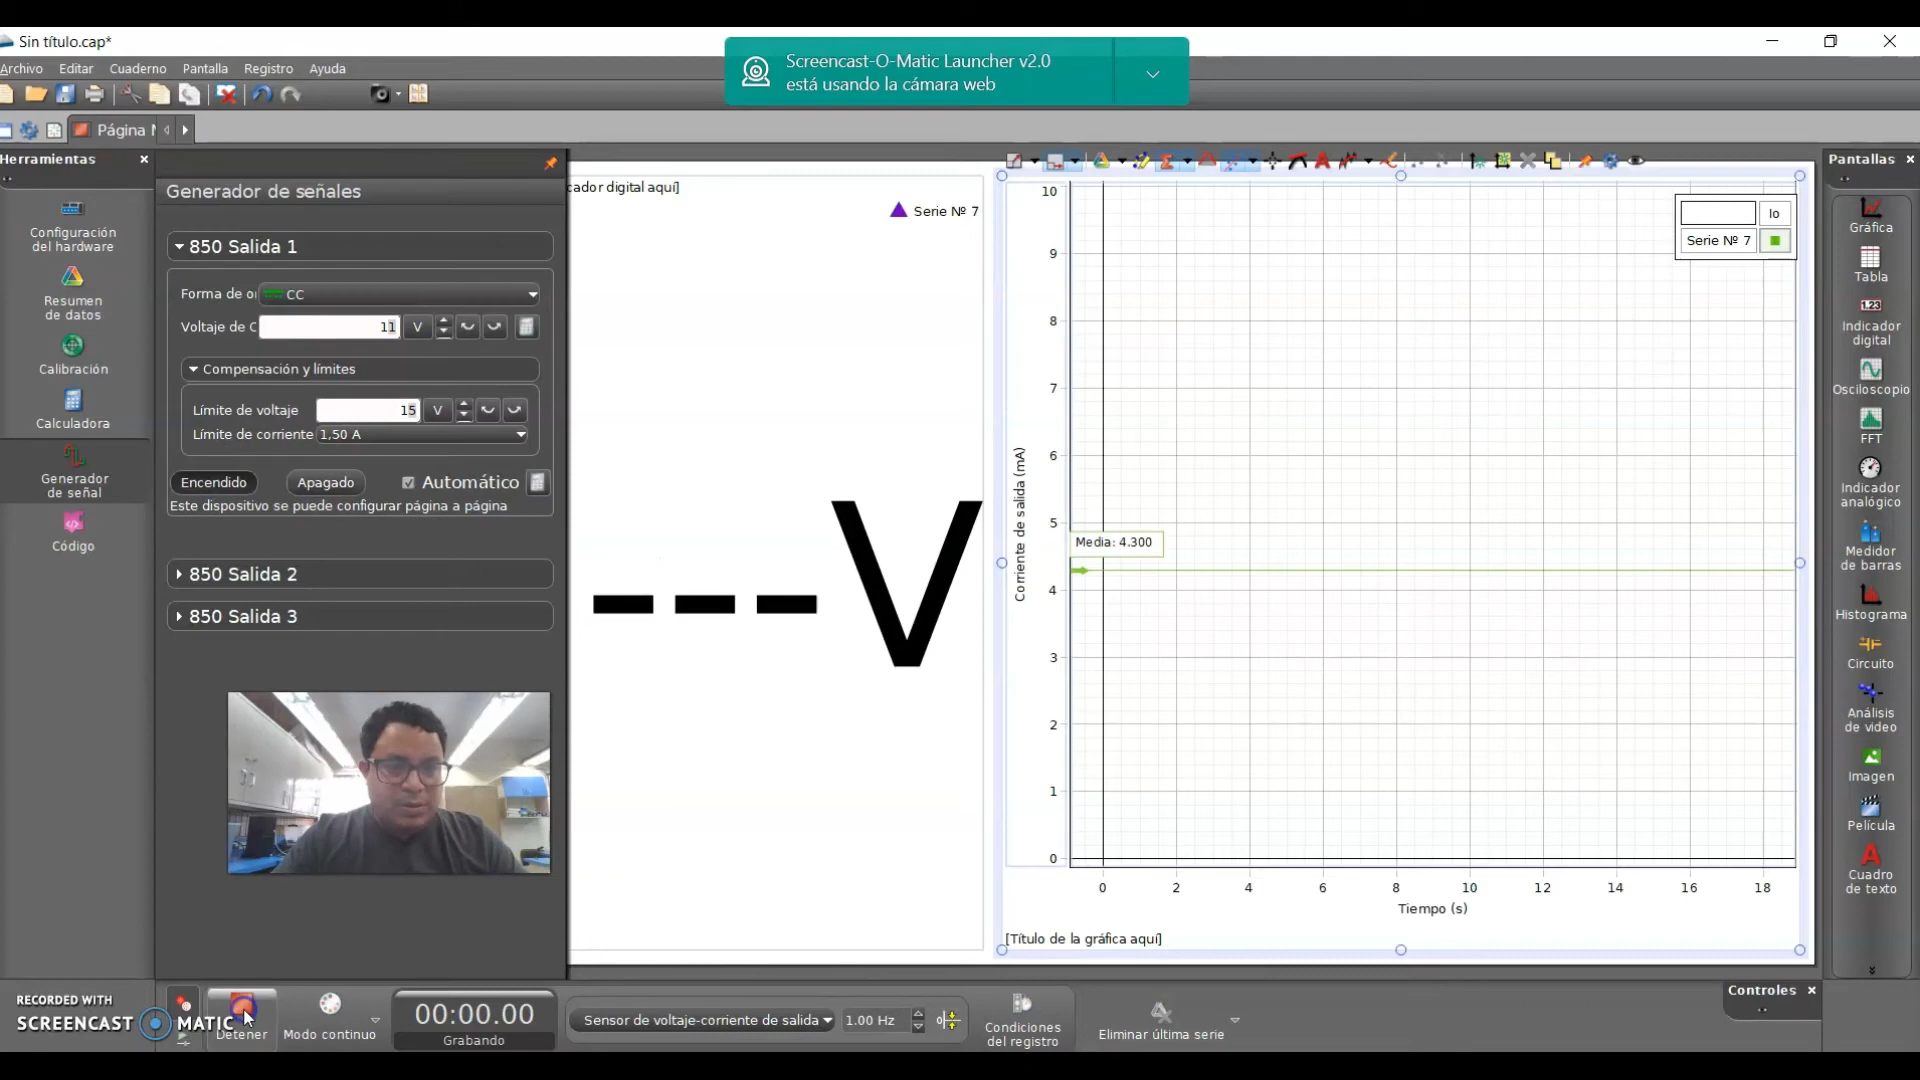 Sin título.cap*
Archivo Editar Cuaderno Pantalla Registro Ayuda
Screencast-O-Matic Launcher v2.0
está usando la cámara web
Página
Herramientas
Configuración
del hardware
Resumen
de datos
Calibración
Calculadora
Generador
de señal
Código
Generador de señales
850 Salida 1
Forma de o
CC
Voltaje de C
11
V
Compensación y límites
Límite de voltaje
15
V
Límite de corriente
1,50 A
Encendido
Apagado
Automático
Este dispositivo se puede configurar página a página
850 Salida 2
850 Salida 3
cador digital aquí]
Serie Nº 7
--- V
Io
Serie Nº 7
10
9
8
7
6
5
4
3
2
1
0
Corriente de salida (mA)
Media: 4.300
0 2 4 6 8 10 12 14 16 18
Tiempo (s)
[Título de la gráfica aquí]
Pantallas
Gráfica
Tabla
1.23
Indicador
digital
Osciloscopio
FFT
Indicador
analógico
Medidor
de barras
Histograma
Circuito
Análisis
de video
Imagen
Película
A
Cuadro
de texto
RECORDED WITH
SCREENCAST MATIC
Detener
Modo continuo
00:00.00
Grabando
Sensor de voltaje-corriente de salida
1.00 Hz
Condiciones
del registro
Eliminar última serie
Controles